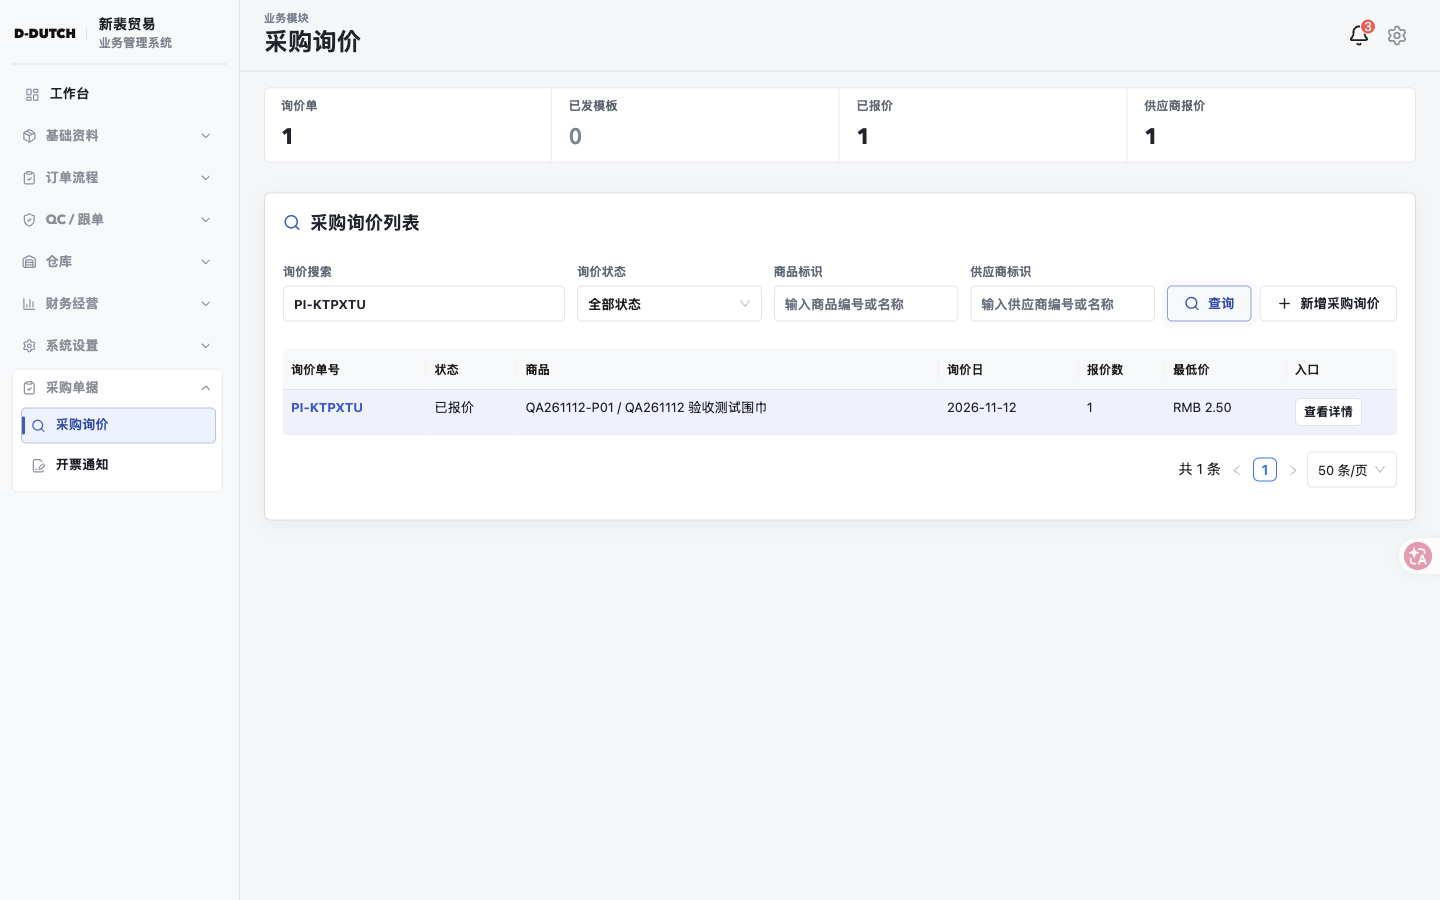 D-DUTCH
新裴贸易
业务管理系统
工作台
基础资料
订单流程
QC / 跟单
仓库
财务经营
系统设置
采购单据
采购询价
开票通知
业务模块
采购询价
3
询价单
1
已发模板
0
已报价
1
供应商报价
1
采购询价列表
询价搜索
PI-KTPXTU
询价状态
全部状态
商品标识
输入商品编号或名称
供应商标识
输入供应商编号或名称
查询
新增采购询价
询价单号 状态 商品 询价日 报价数 最低价 入口
PI-KTPXTU 已报价 QA261112-P01 / QA261112 验收测试围巾 2026-11-12 1 RMB 2.50 查看详情
共 1 条 1 50 条/页